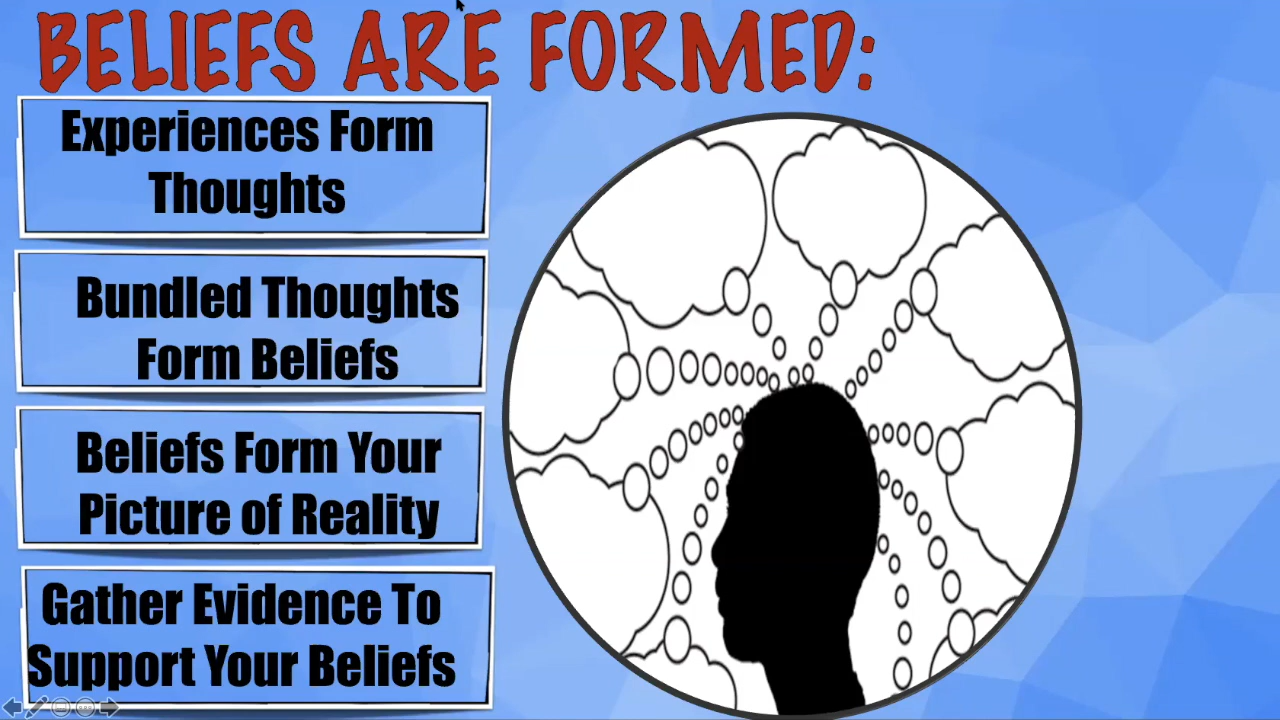 BELIEFS ARE FORMED:
Experiences Form
Thoughts
Bundled Thoughts
Form Beliefs
Beliefs Form Your
Picture of Reality
Gather Evidence To
Support Your Beliefs